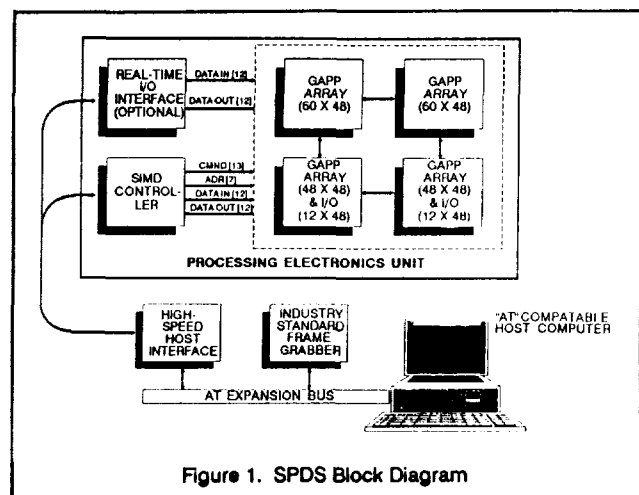 REAL-TIME
I/O
INTERFACE
(OPTIONAL)
DATA IN [12]
DATA OUT [12]
GAPP
ARRAY
(60 X 48)
GAPP
ARRAY
(60 X 48)
SIMD
CONTROL-
LER
CMND [13]
ADR [7]
DATA IN [12]
DATA OUT [12]
GAPP
ARRAY
(48 X 48)
& I/O
(12 X 48)
GAPP
ARRAY
(48 X 48)
& I/O
(12 X 48)
PROCESSING ELECTRONICS UNIT
HIGH-
SPEED
HOST
INTERFACE
INDUSTRY
STANDARD
FRAME
GRABBER
"AT" COMPATABLE
HOST COMPUTER
AT EXPANSION BUS
Figure 1. SPDS Block Diagram